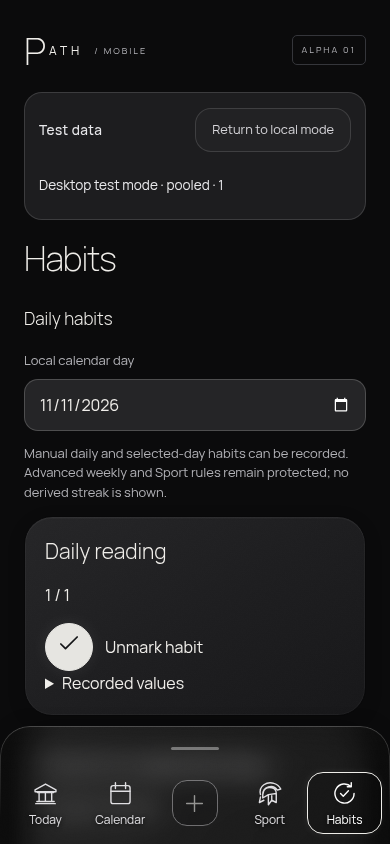 PATH / MOBILE
ALPHA 01
Test data
Return to local mode
Desktop test mode · pooled · 1
Habits
Daily habits
Local calendar day
11/11/2026
Manual daily and selected-day habits can be recorded.
Advanced weekly and Sport rules remain protected; no
derived streak is shown.
Daily reading
1 / 1
Unmark habit
Recorded values
Today
Calendar
Sport
Habits